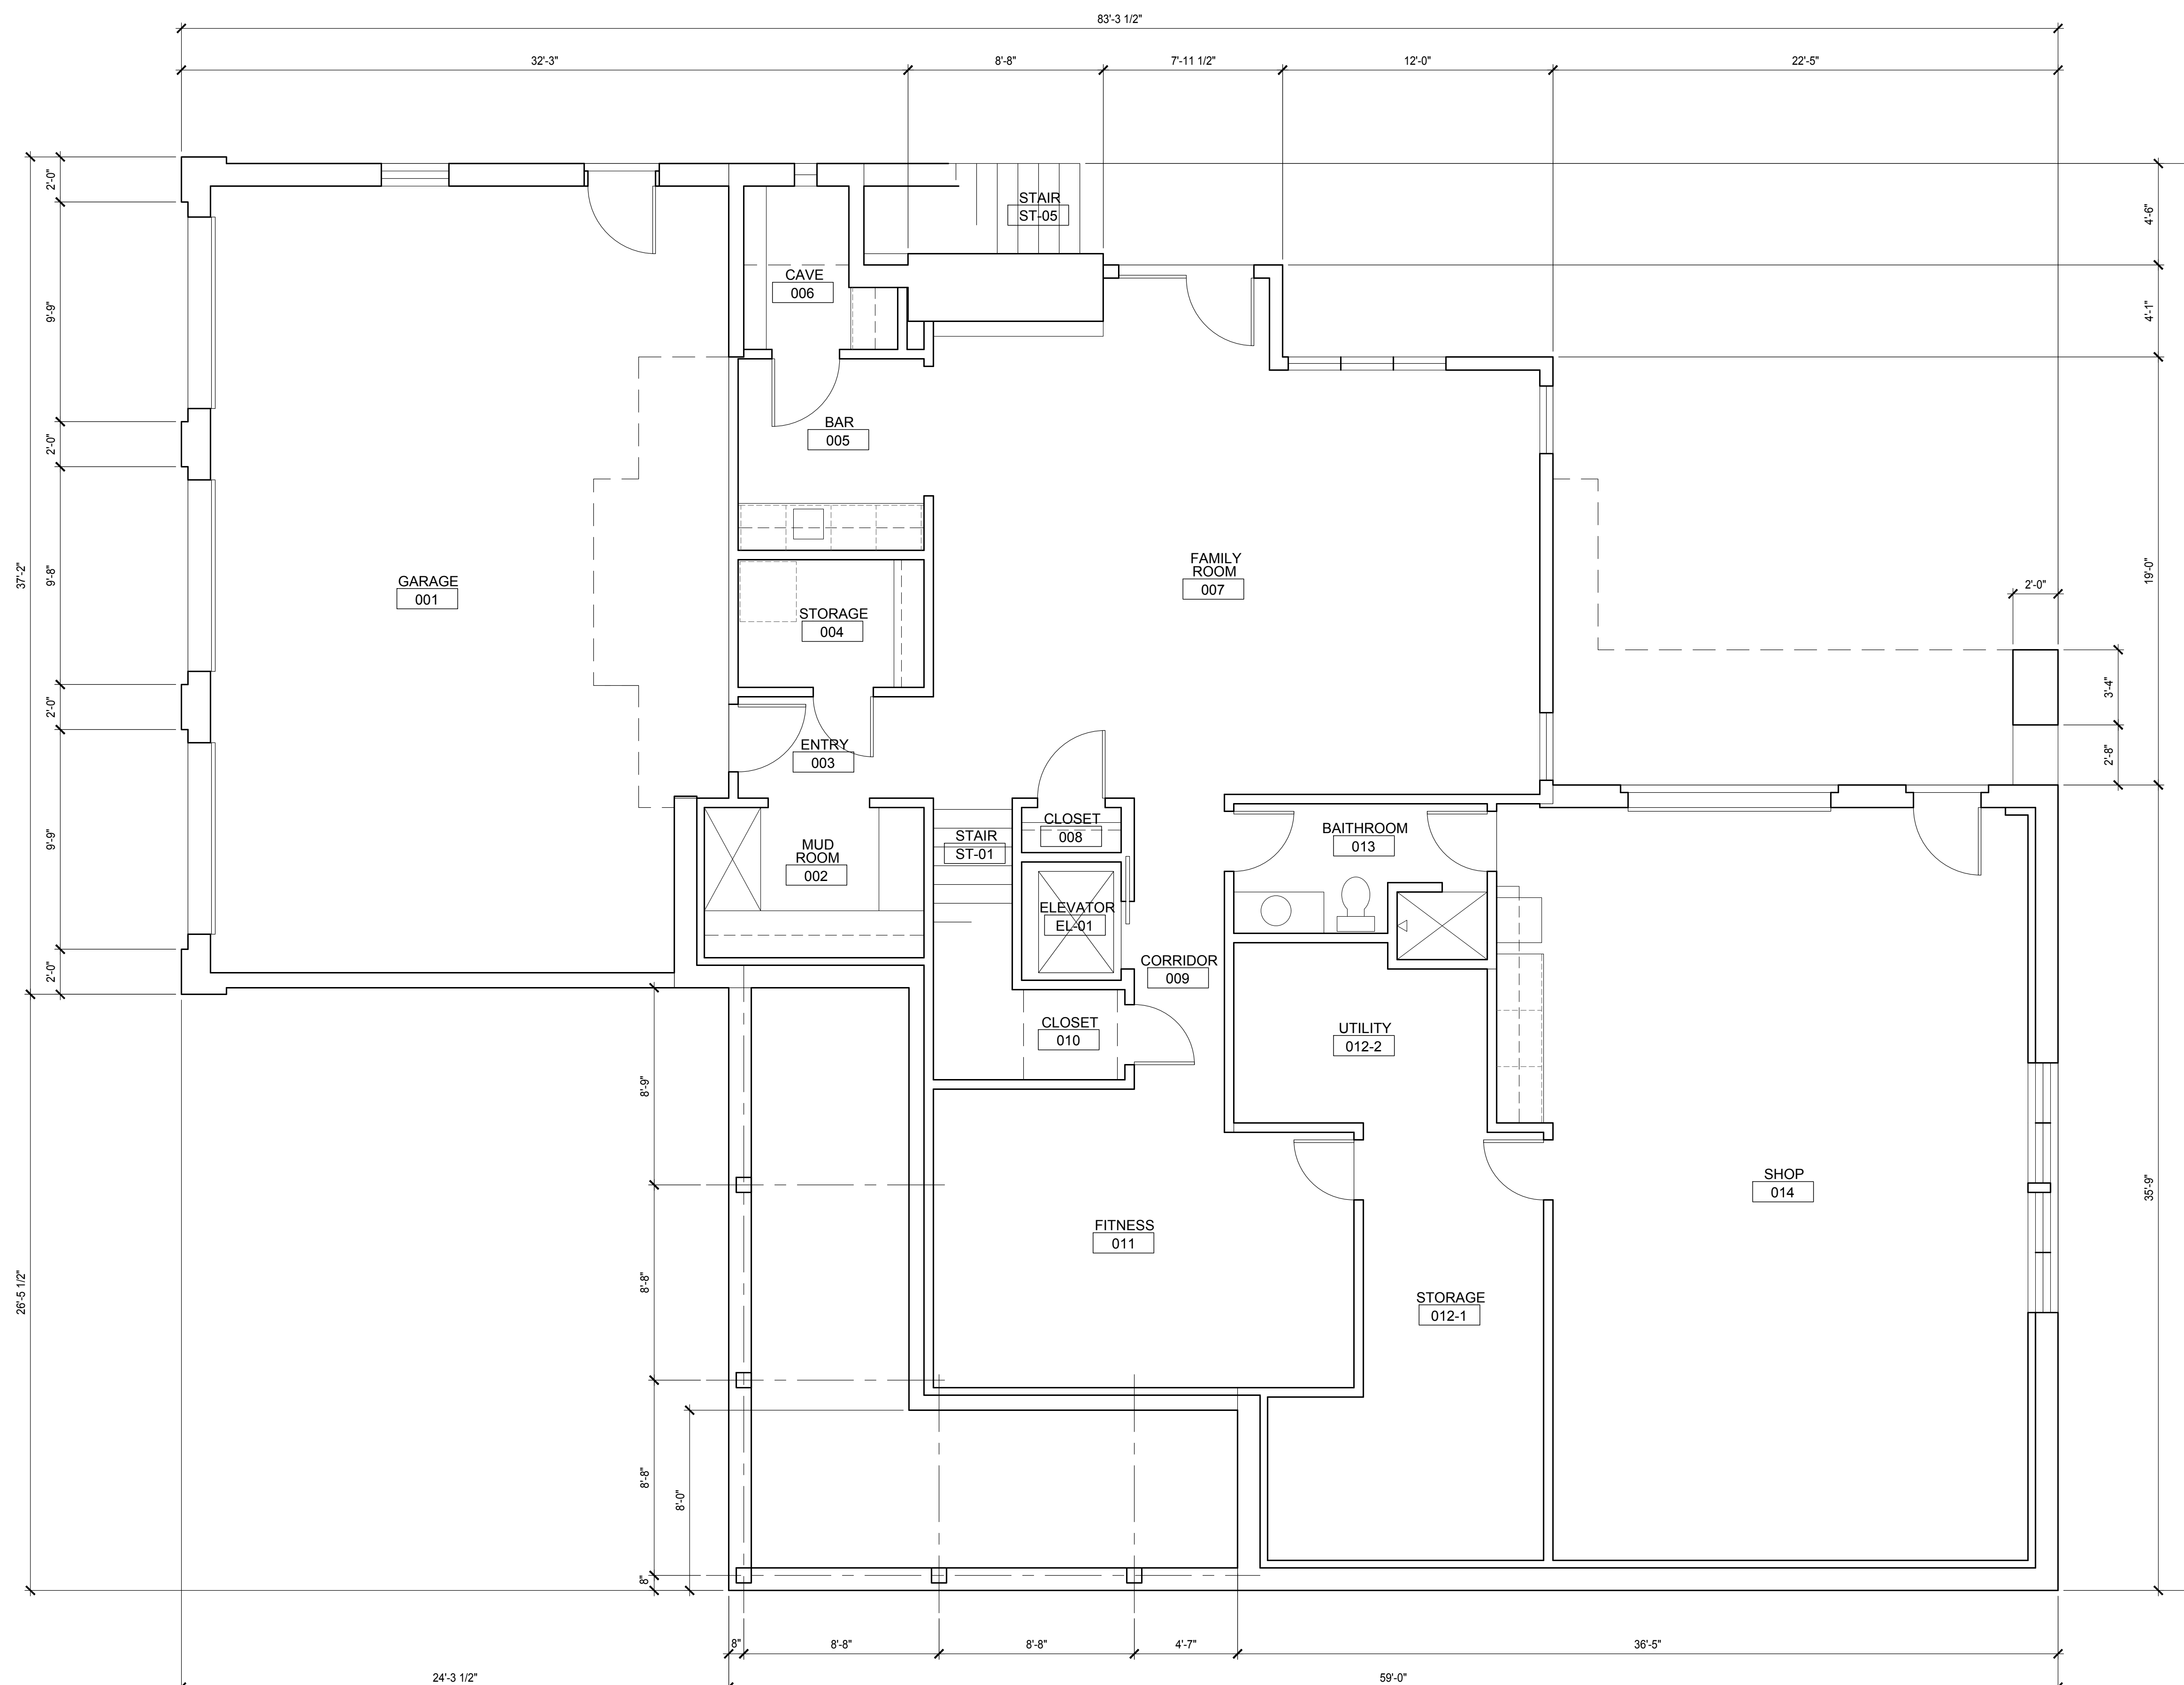 83'-3 1/2"
32'-3"
8'-8"
7'-11 1/2"
12'-0"
22'-5"
2'-0"
9'-9"
2'-0"
9'-8"
2'-0"
9'-9"
2'-0"
37'-2"
26'-5 1/2"
4'-6"
4'-1"
19'-0"
35'-9"
2'-0"
3'-4"
2'-8"
STAIR
ST-05
CAVE
006
BAR
005
GARAGE
001
FAMILY
ROOM
007
STORAGE
004
ENTRY
003
MUD
ROOM
002
STAIR
ST-01
CLOSET
008
BAITHROOM
013
ELEVATOR
EL-01
CORRIDOR
009
CLOSET
010
UTILITY
012-2
SHOP
014
FITNESS
011
STORAGE
012-1
8'-9"
8'-8"
8'-8"
8'-0"
8"
8"
8'-8"
8'-8"
4'-7"
36'-5"
24'-3 1/2"
59'-0"